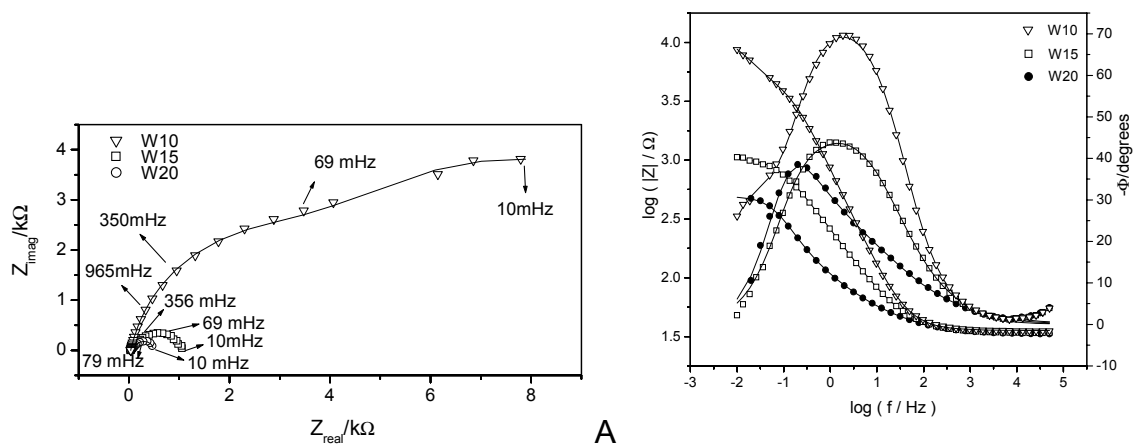 W10
W15
W20
Z_imag/kΩ
4
3
2
1
0
69 mHz
10mHz
350mHz
965mHz
356 mHz
69 mHz
10mHz
79 mHz
10 mHz
0 2 4 6 8
Z_real/kΩ
A
W10
W15
W20
log ( |Z| / Ω )
4.0
3.5
3.0
2.5
2.0
1.5
-3 -2 -1 0 1 2 3 4 5
log ( f / Hz )
70
60
50
40
30
20
10
0
-10
-Φ/degrees